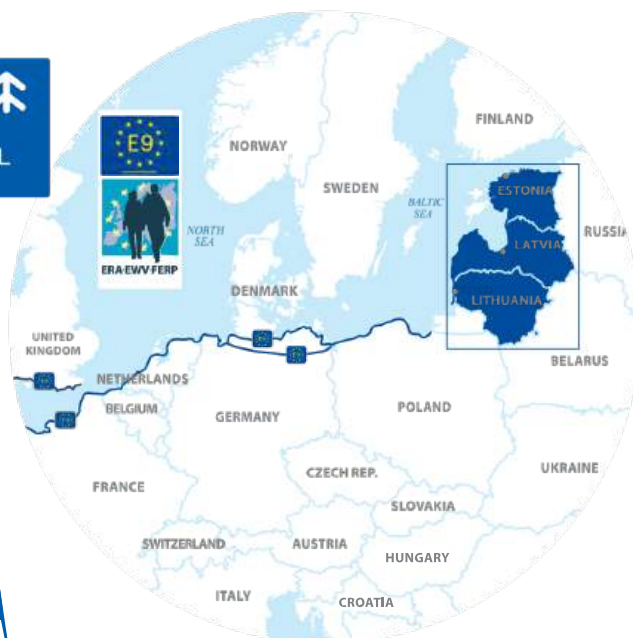 L
E9
ERA-EWV-FERP
NORWAY
FINLAND
SWEDEN
NORTH
SEA
BALTIC
SEA
ESTONIA
LATVIA
LITHUANIA
RUSSIA
DENMARK
UNITED
KINGDOM
NETHERLANDS
BELGIUM
GERMANY
POLAND
BELARUS
CZECH REP.
UKRAINE
FRANCE
SLOVAKIA
SWITZERLAND
AUSTRIA
HUNGARY
ITALY
CROATIA